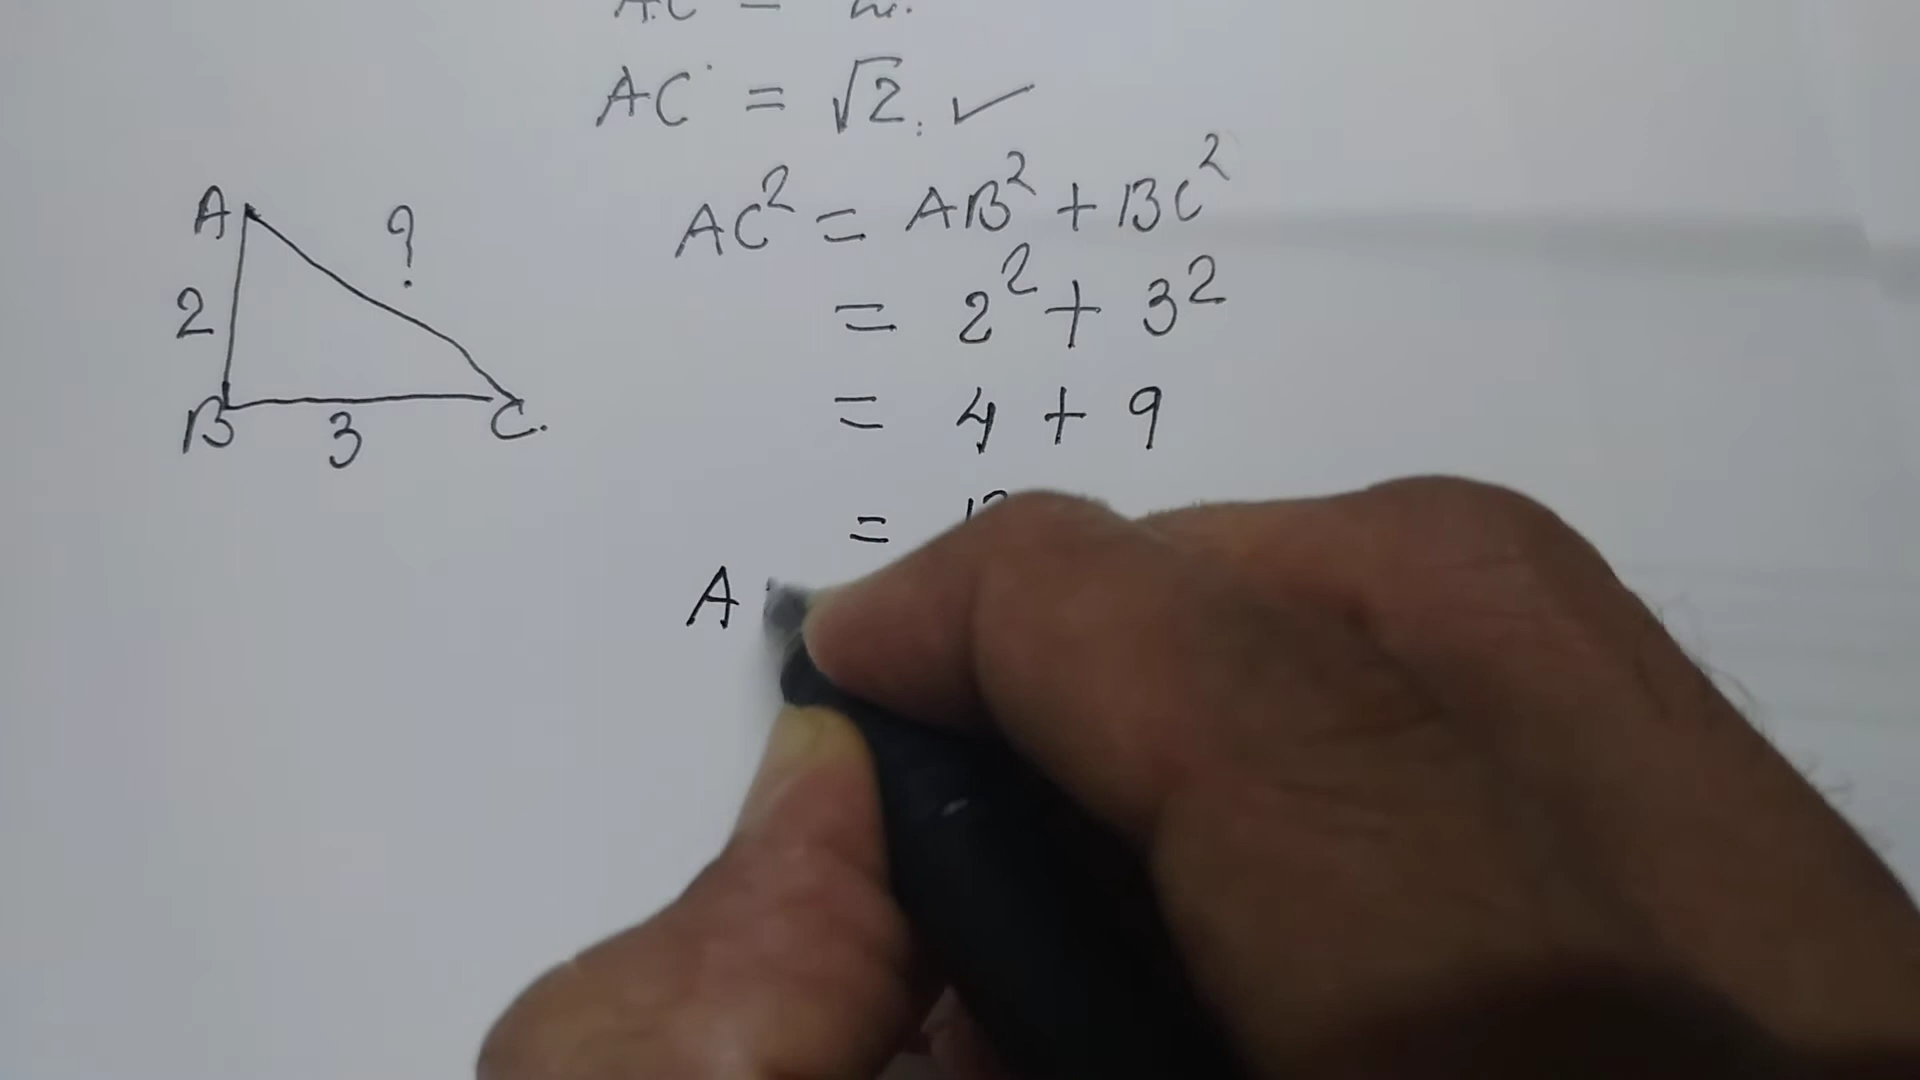 AC = √2. ✓
A
?
2
B
3
C.
AC² = AB² + BC²
= 2² + 3²
= 4 + 9
=
A